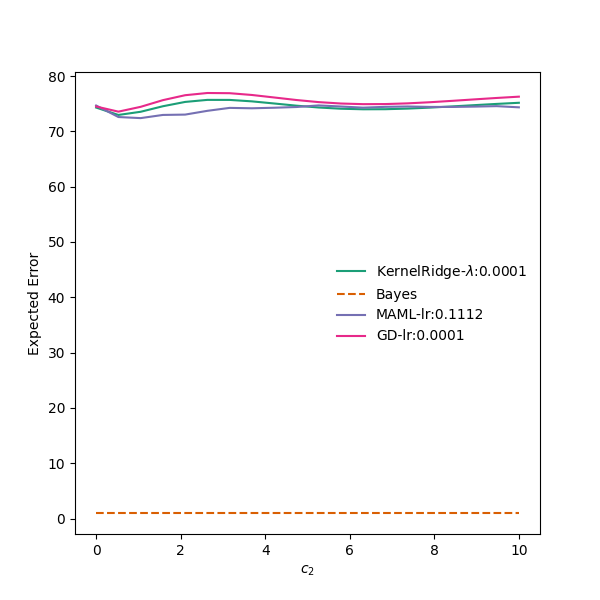 80
70
60
50
40
30
20
10
0
Expected Error
KernelRidge-λ:0.0001
Bayes
MAML-lr:0.1112
GD-lr:0.0001
0 2 4 6 8 10
c₂